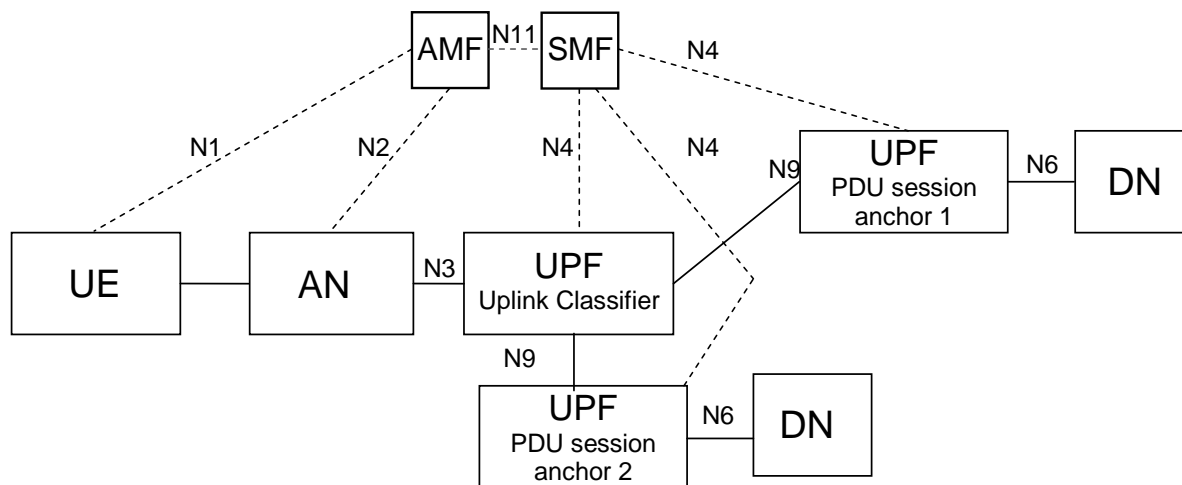 N11
AMF
SMF
N4
N1
N2
N4
N4
UPF
PDU session
anchor 1
N9
N6
DN
UE
AN
N3
UPF
Uplink Classifier
N9
UPF
PDU session
anchor 2
N6
DN